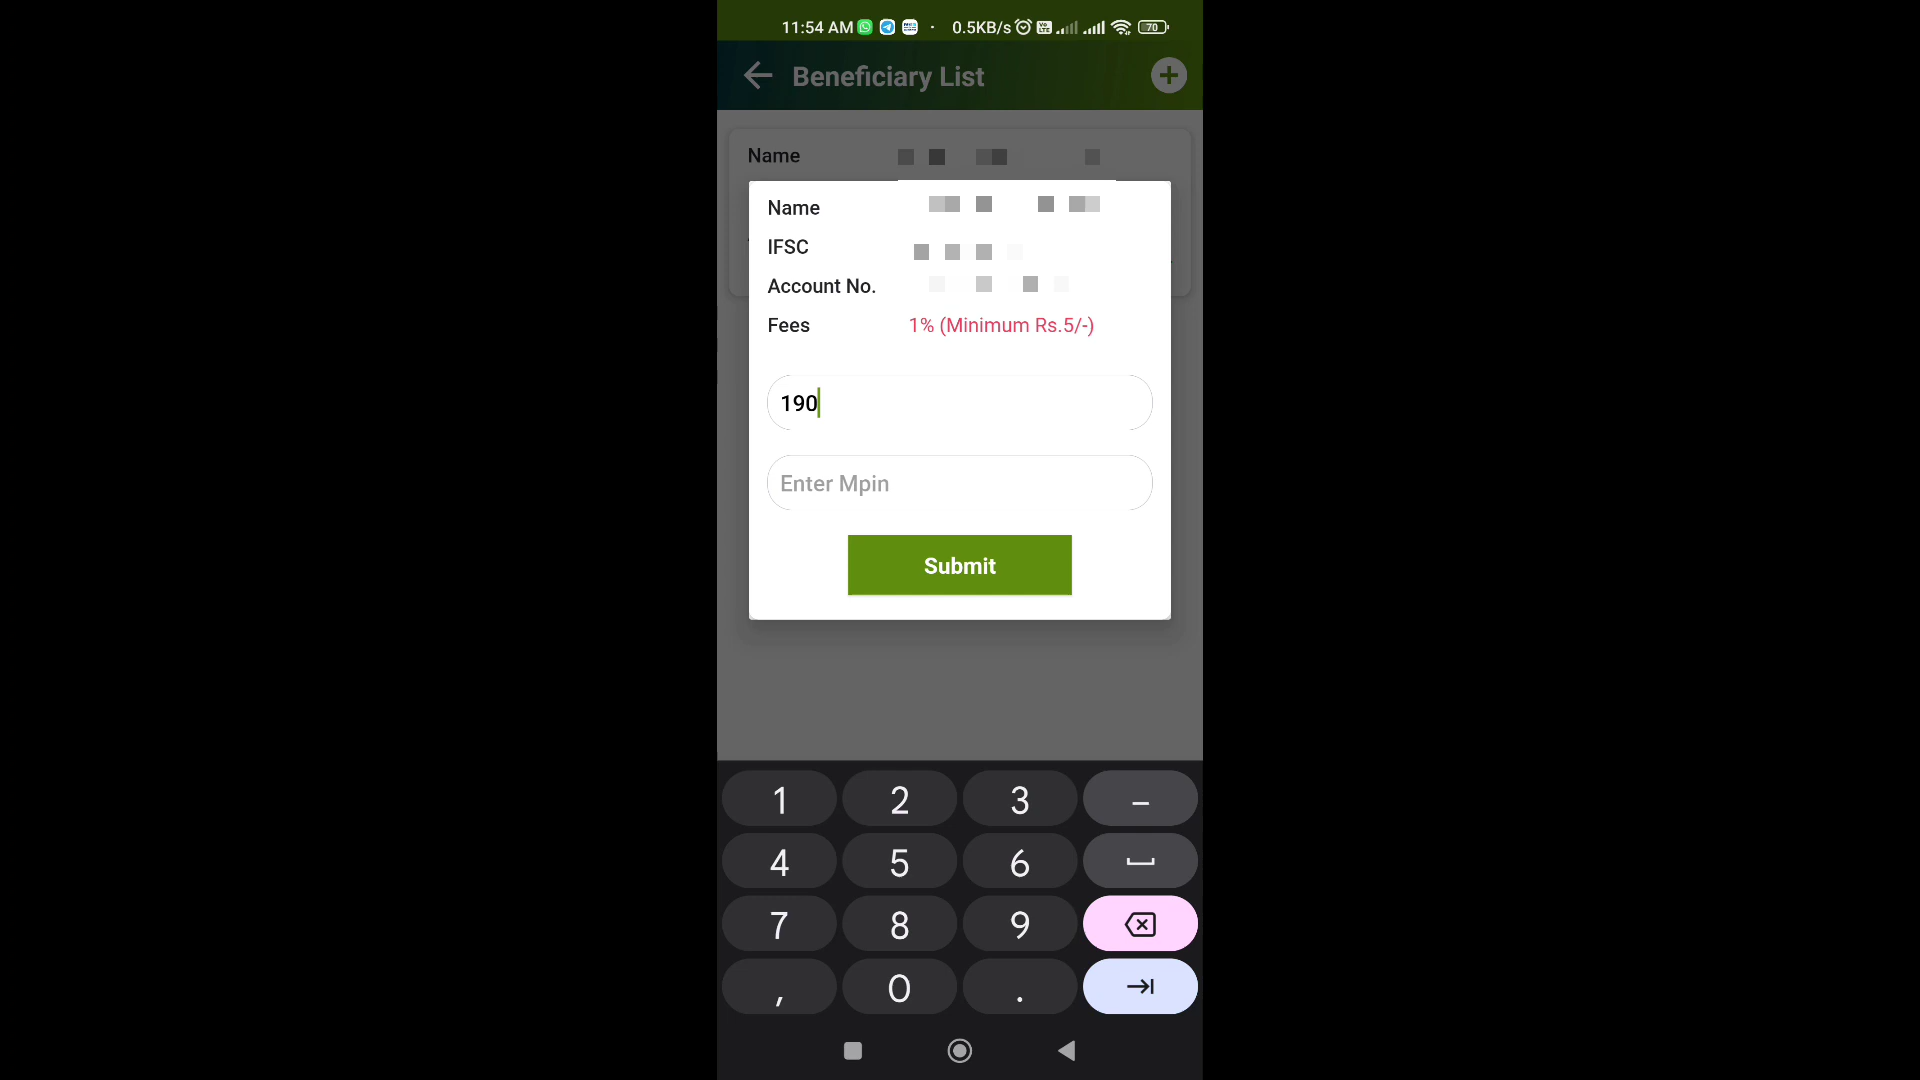 11:54 AM · 0.5KB/s 70
Beneficiary List
Name
Name
IFSC
Account No.
Fees 1% (Minimum Rs.5/-)
190
Enter Mpin
Submit
1 2 3 –
4 5 6
7 8 9
, 0 .